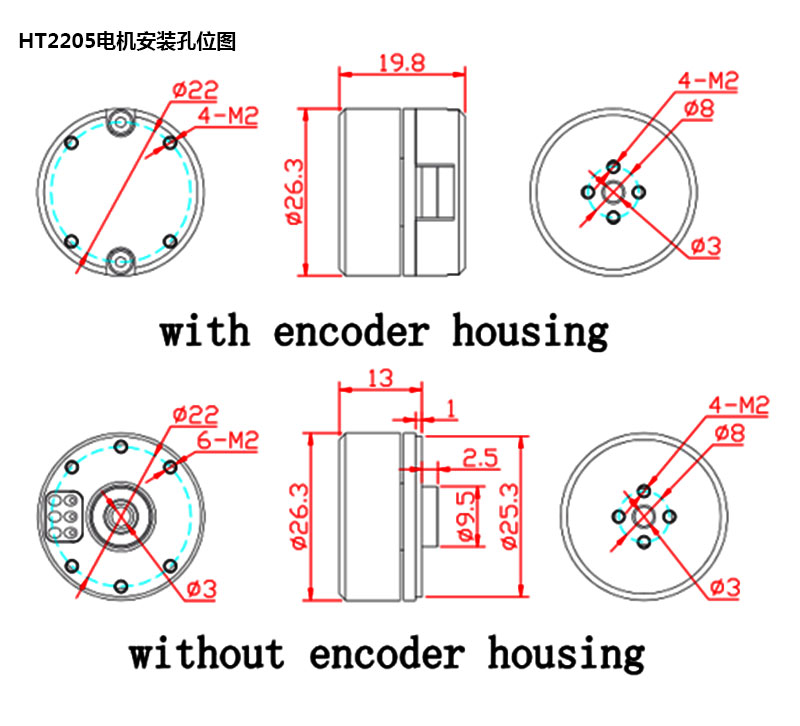 HT2205电机安装孔位图
19.8
ø22
4-M2
ø26.3
4-M2
ø8
ø3
with encoder housing
13
1
ø22
6-M2
2.5
ø26.3
ø9.5
ø25.3
ø3
4-M2
ø8
ø3
without encoder housing